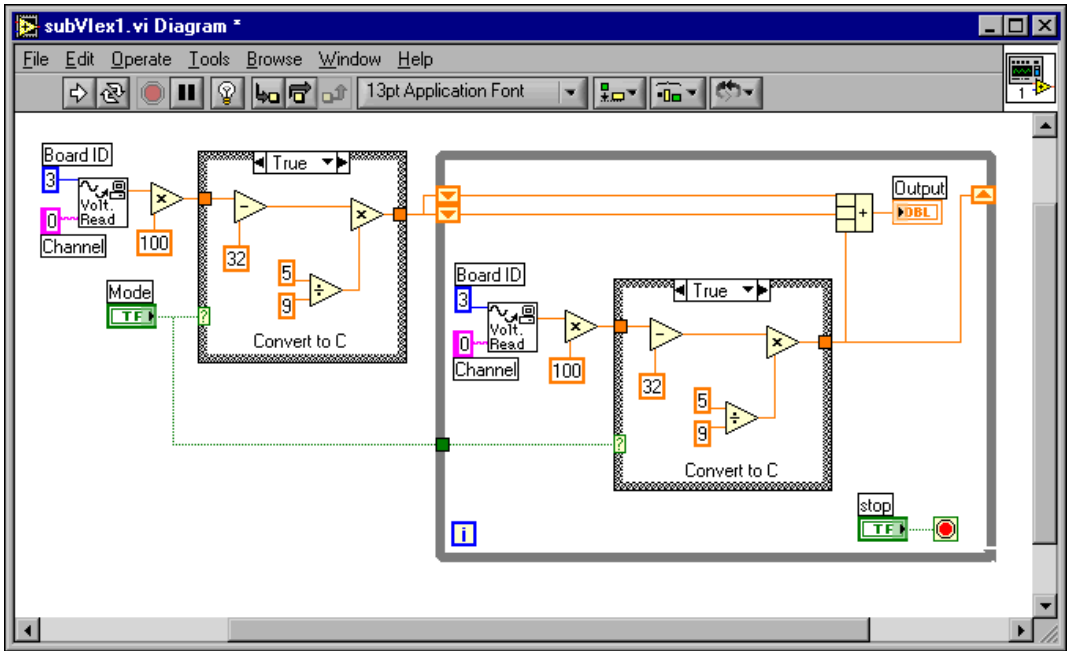 subVIex1.vi Diagram *
File Edit Operate Tools Browse Window Help
13pt Application Font
1
Board ID
3
Volt.
Read
0
Channel
×
100
True
-
32
×
5
÷
9
Convert to C
Mode
TF
?
+
Output
DBL
Board ID
3
Volt.
Read
0
Channel
×
100
True
-
32
×
5
÷
9
?
Convert to C
i
stop
TF